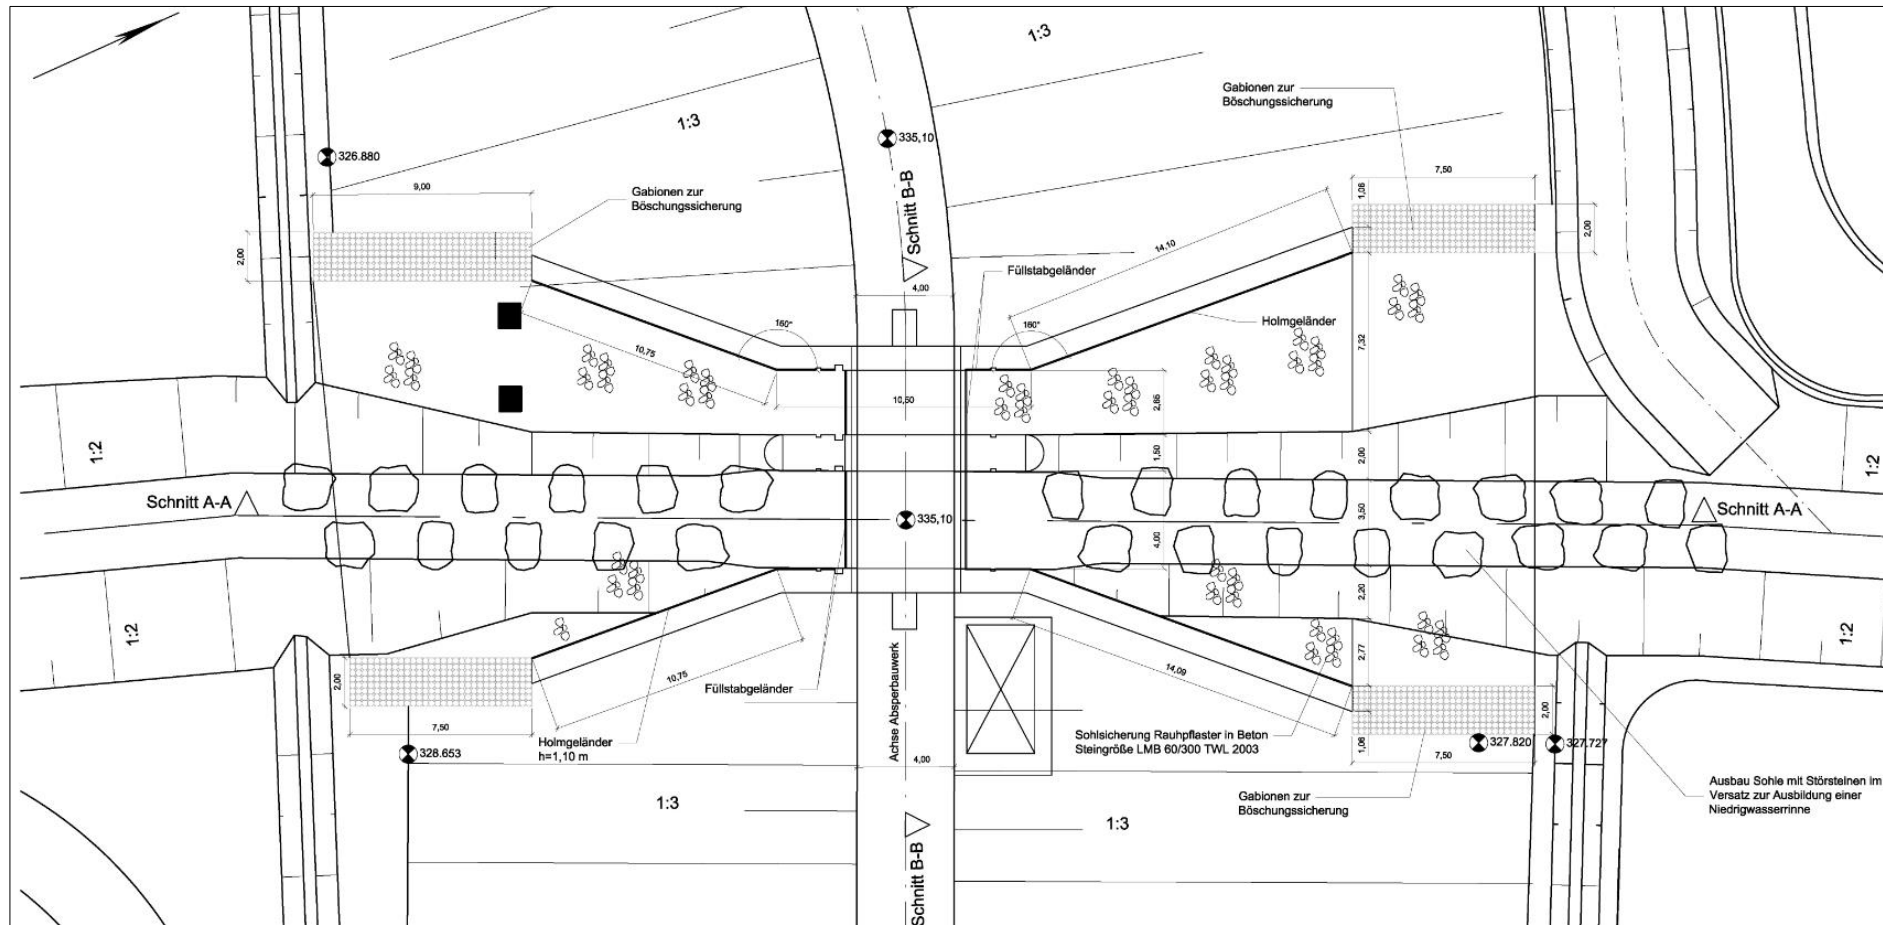 1:3
Gabionen zur
Böschungssicherung
7,50
1:3
335,10
326.880
Schnitt B-B
1,06
9,00
Gabionen zur
Böschungssicherung
2,00
2,00
14,10
Füllstabgeländer
4,00
Holmgeländer
160°
160°
10,75
7,32
10,50
2,86
1:2
1,50
2,00
1:2
Schnitt A-A
335,10
3,50
Schnitt A-A
4,00
2,20
1:2
1:2
2,77
2,00
10,75
14,09
Füllstabgeländer
Achse Absperbauwerk
7,50
2,00
Holmgeländer
h=1,10 m
328.653
Sohlsicherung Rauhpflaster in Beton
Steingröße LMB 60/300 TWL 2003
1,06
327.820
327.727
4,00
7,50
1:3
1:3
Gabionen zur
Böschungssicherung
Ausbau Sohle mit Störsteinen im
Versatz zur Ausbildung einer
Niedrigwasserrinne
Schnitt B-B